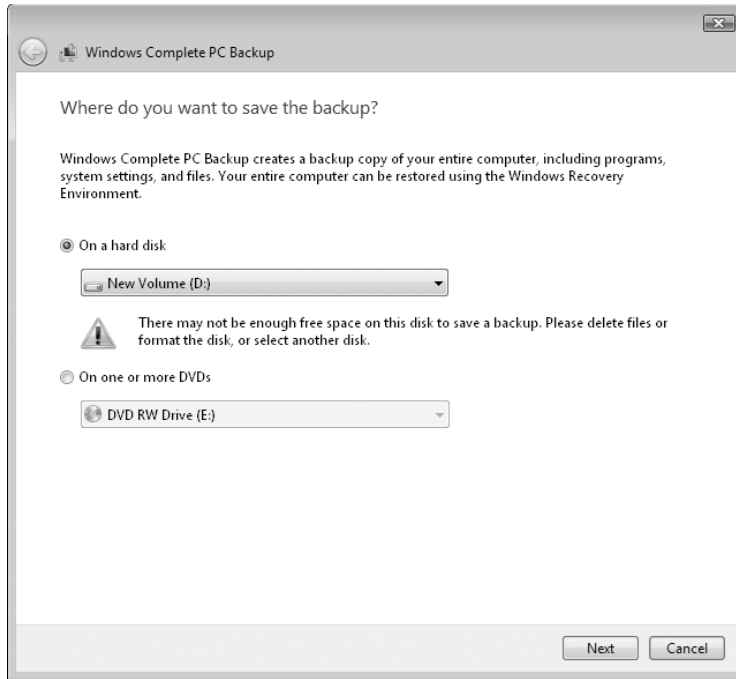 Windows Complete PC Backup
Where do you want to save the backup?
Windows Complete PC Backup creates a backup copy of your entire computer, including programs,
system settings, and files. Your entire computer can be restored using the Windows Recovery
Environment.
On a hard disk
New Volume (D:)
There may not be enough free space on this disk to save a backup. Please delete files or
format the disk, or select another disk.
On one or more DVDs
DVD RW Drive (E:)
Next Cancel